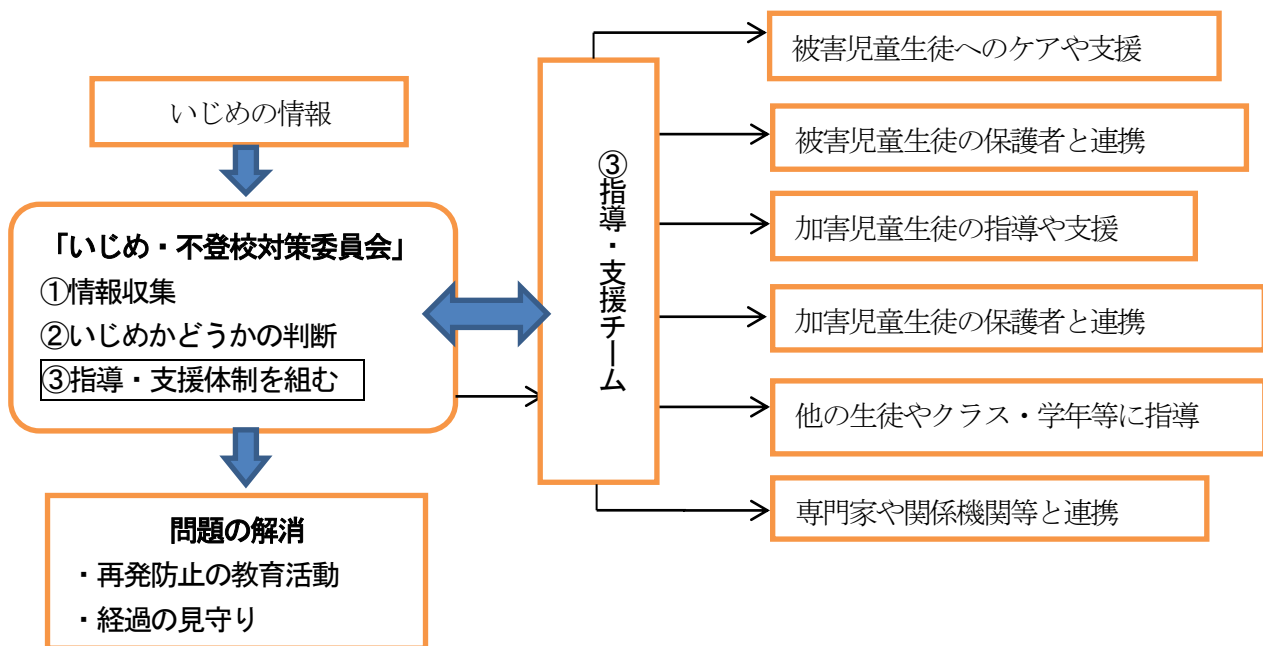 いじめの情報
「いじめ・不登校対策委員会」
①情報収集
②いじめかどうかの判断
③指導・支援体制を組む
問題の解消
・再発防止の教育活動
・経過の見守り
③指導・支援チーム
被害児童生徒へのケアや支援
被害児童生徒の保護者と連携
加害児童生徒の指導や支援
加害児童生徒の保護者と連携
他の生徒やクラス・学年等に指導
専門家や関係機関等と連携